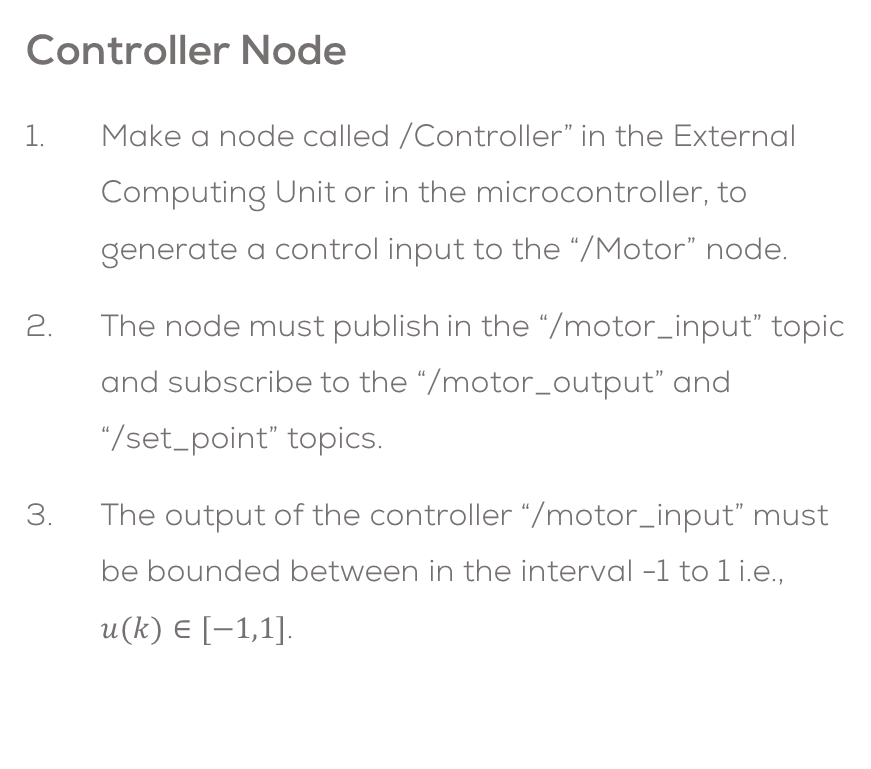 Controller Node
1. Make a node called /Controller” in the External
Computing Unit or in the microcontroller, to
generate a control input to the “/Motor” node.
2. The node must publish in the “/motor_input” topic
and subscribe to the “/motor_output” and
“/set_point” topics.
3. The output of the controller “/motor_input” must
be bounded between in the interval -1 to 1 i.e.,
𝑢(𝑘) ∈ [−1,1].